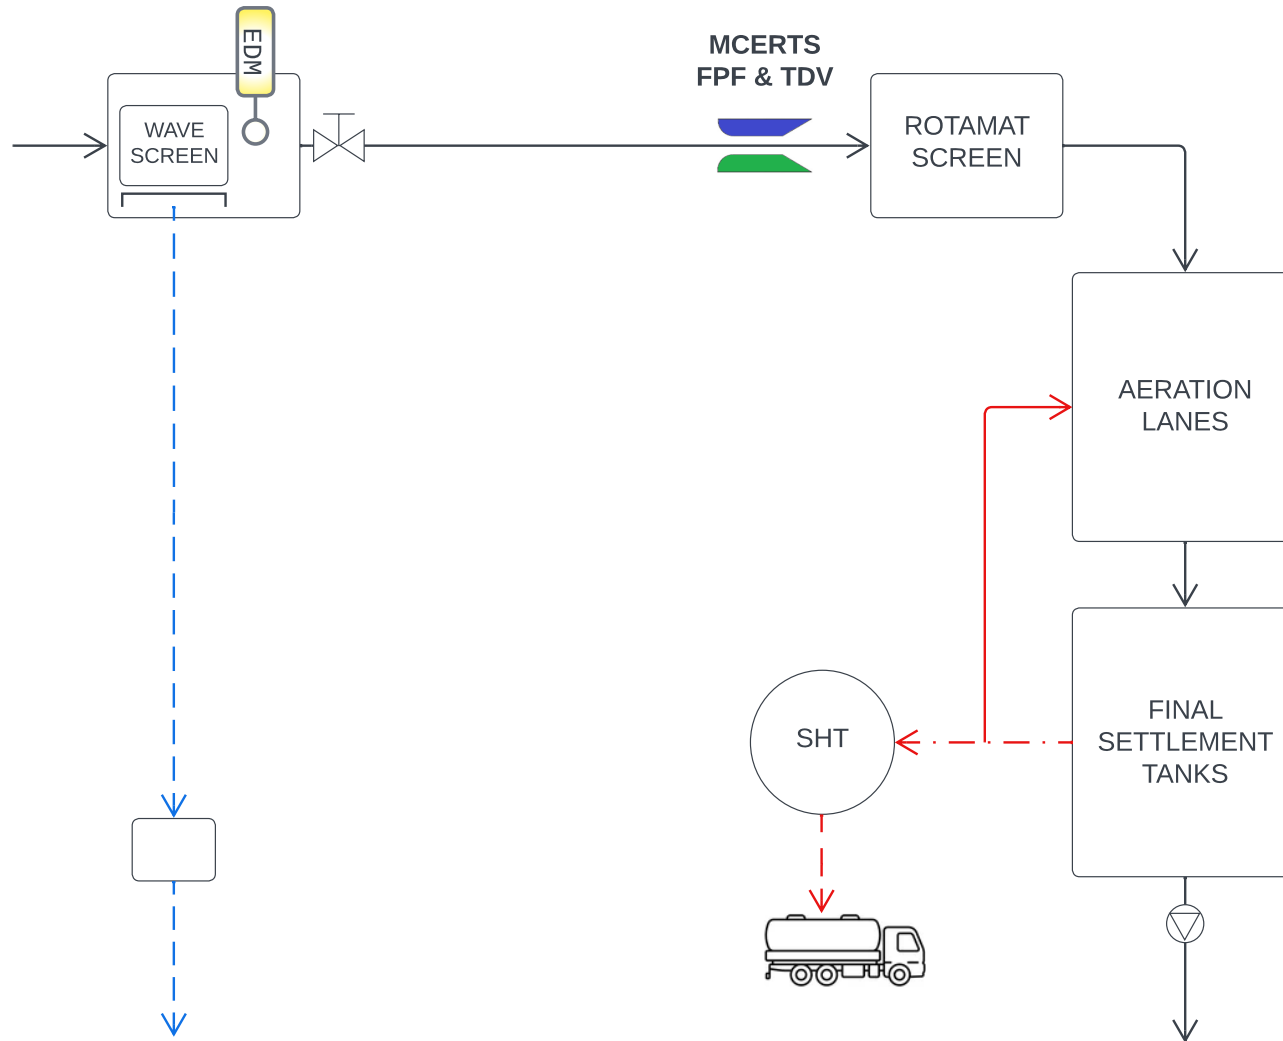 EDM
WAVE
SCREEN
MCERTS
FPF & TDV
ROTAMAT
SCREEN
AERATION
LANES
FINAL
SETTLEMENT
TANKS
SHT